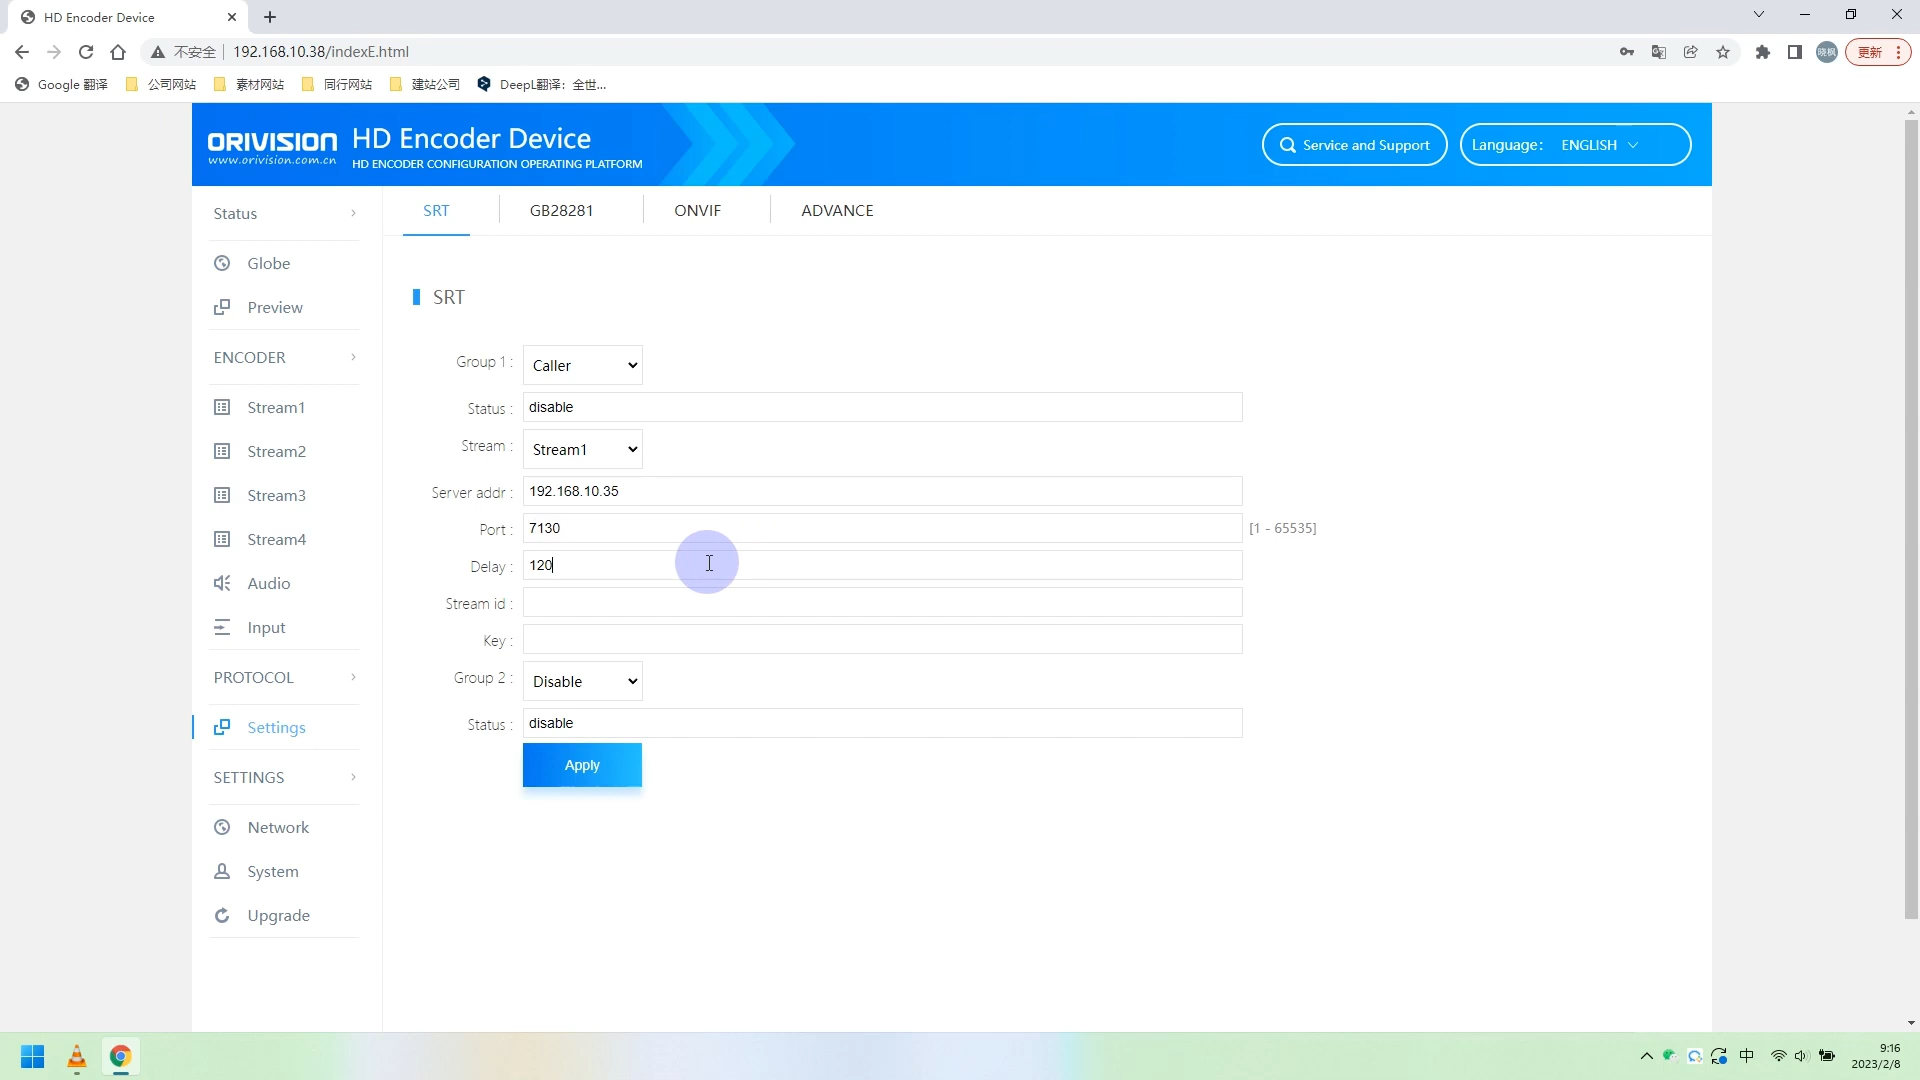 HD Encoder Device
不安全 192.168.10.38/indexE.html
更新
Google 翻译 公司网站 素材网站 同行网站 建站公司 DeepL翻译：全世...
ORIVISION
www.orivision.com.cn
HD Encoder Device
HD ENCODER CONFIGURATION OPERATING PLATFORM
Service and Support
Language： ENGLISH
Status
Globe
Preview
ENCODER
Stream1
Stream2
Stream3
Stream4
Audio
Input
PROTOCOL
Settings
SETTINGS
Network
System
Upgrade
SRT GB28281 ONVIF ADVANCE
SRT
Group 1 : Caller
Status : disable
Stream : Stream1
Server addr : 192.168.10.35
Port : 7130 [1 - 65535]
Delay : 120
Stream id :
Key :
Group 2 : Disable
Status : disable
Apply
中
9:16
2023/2/8